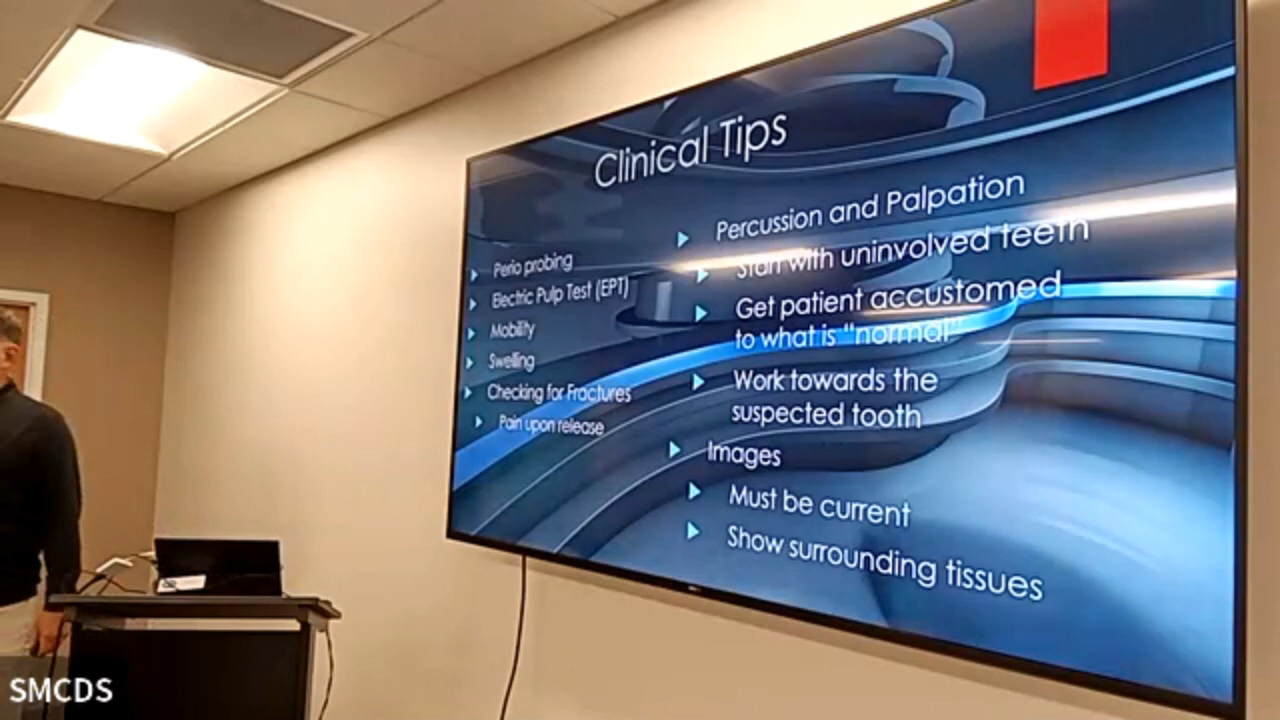 Clinical Tips
Perio probing
Electric Pulp Test (EPT)
Mobility
Swelling
Checking for Fractures
Pain upon release
Percussion and Palpation
Start with uninvolved teeth
Get patient accustomed
to what is "normal"
Work towards the
suspected tooth
Images
Must be current
Show surrounding tissues
SMCDS